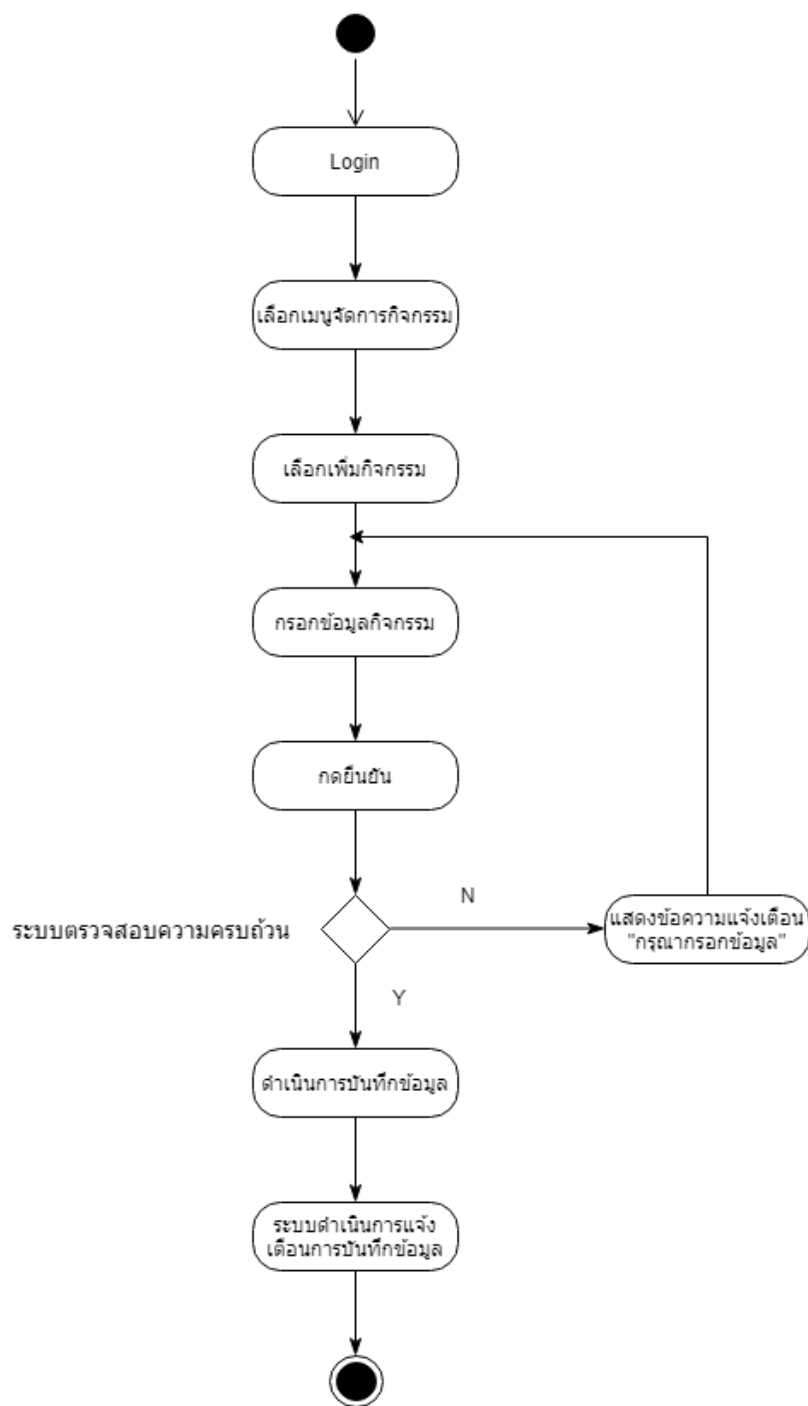 Login
เลือกเมนูจัดการกิจกรรม
เลือกเพิ่มกิจกรรม
กรอกข้อมูลกิจกรรม
กดยืนยัน
ระบบตรวจสอบความครบถ้วน
N
แสดงข้อความแจ้งเตือน
"กรุณากรอกข้อมูล"
Y
ดำเนินการบันทึกข้อมูล
ระบบดำเนินการแจ้ง
เตือนการบันทึกข้อมูล